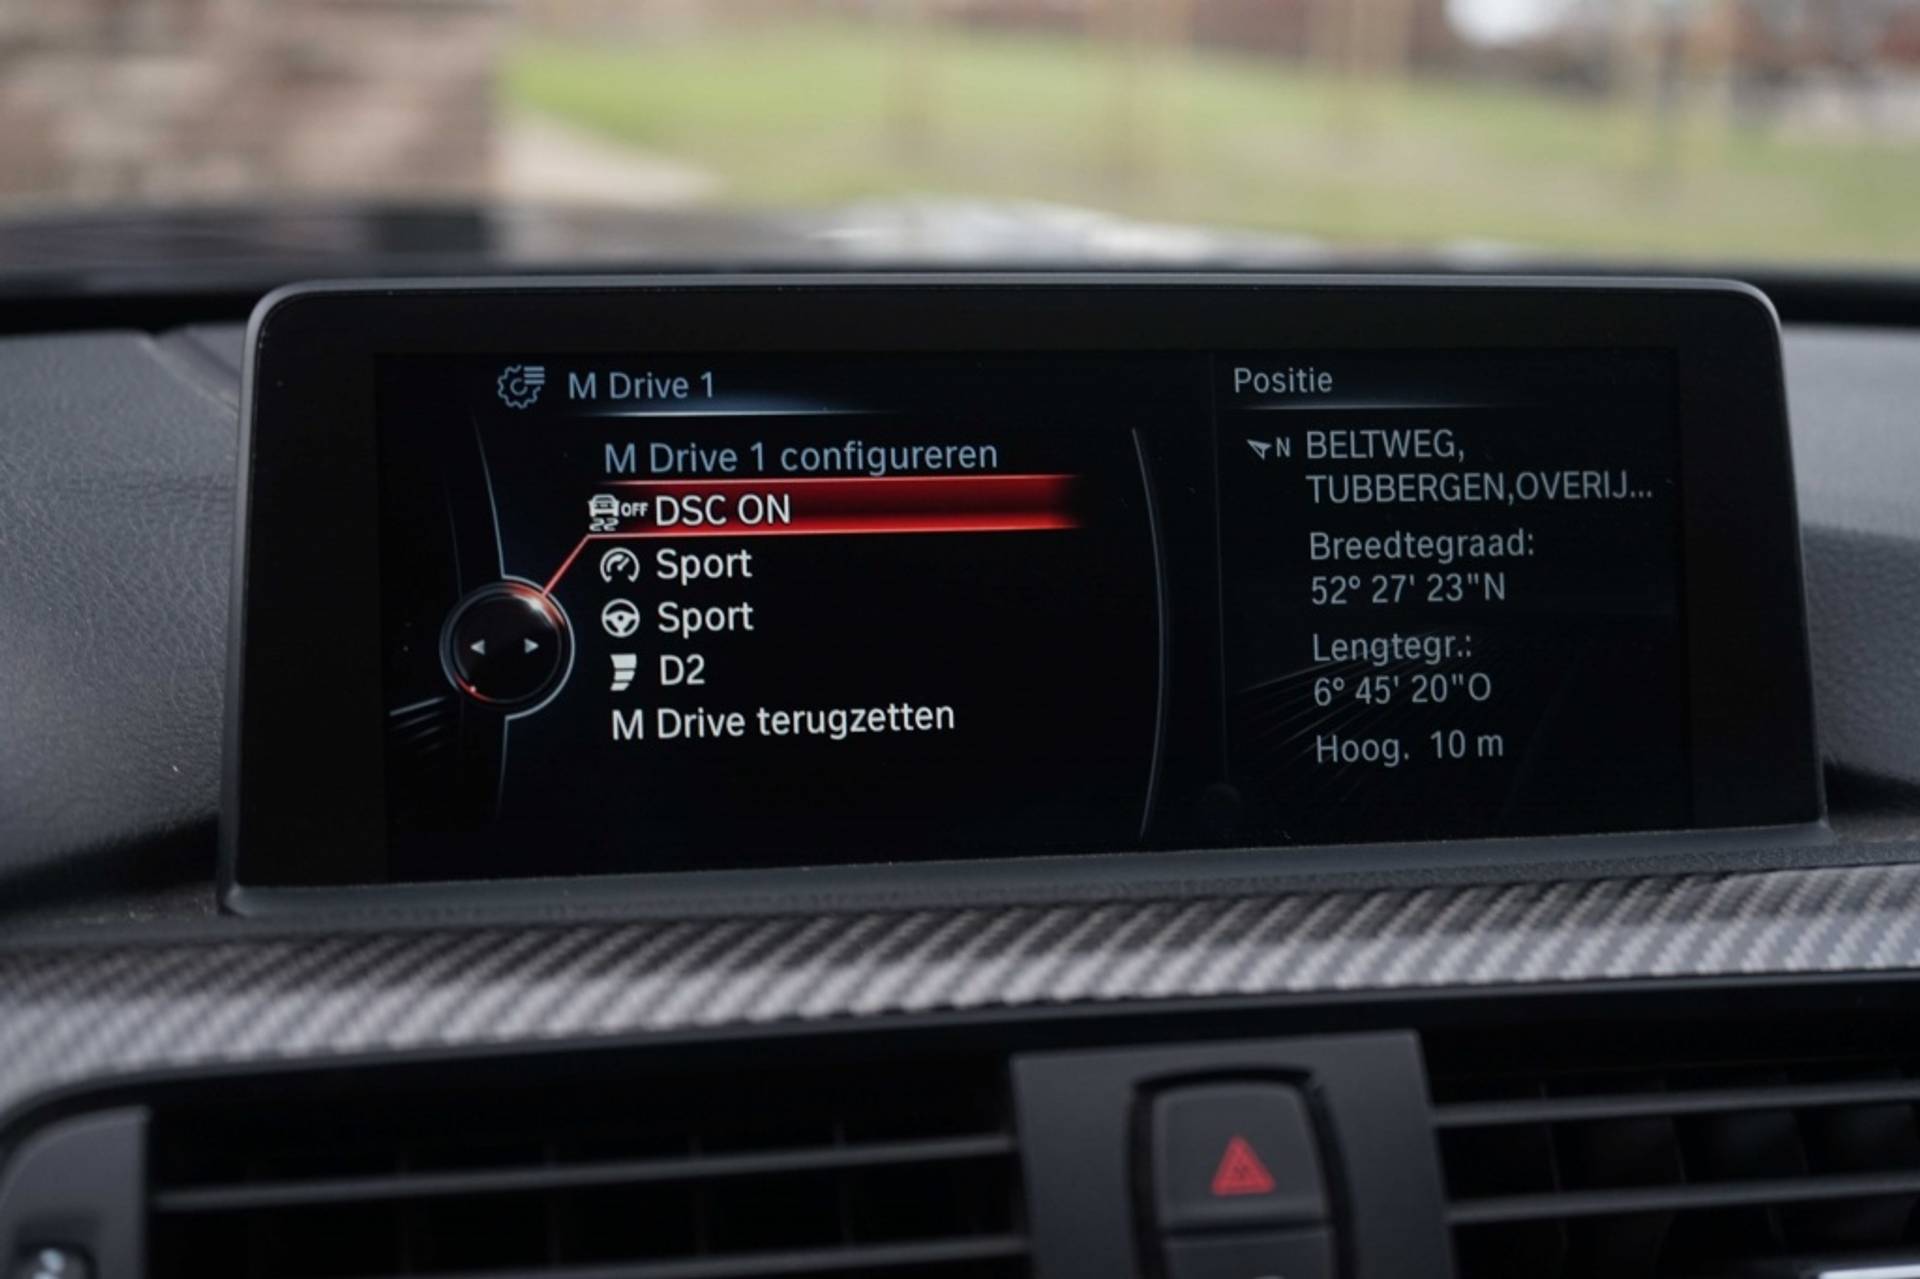 M Drive 1
M Drive 1 configureren
OFF DSC ON
Sport
Sport
D2
M Drive terugzetten
Positie
N BELTWEG,
TUBBERGEN,OVERIJ...
Breedtegraad:
52° 27' 23"N
Lengtegr.:
6° 45' 20"O
Hoog. 10 m